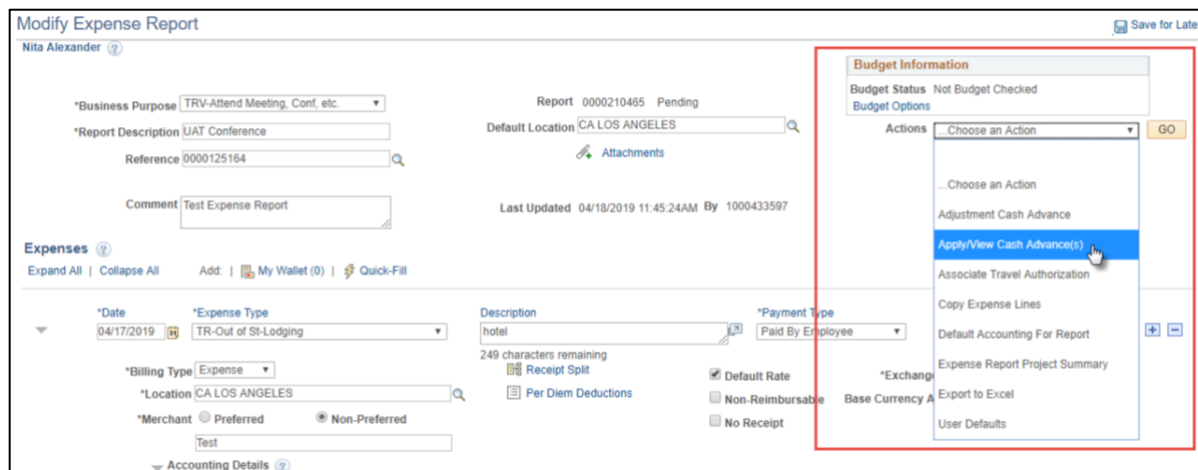 Modify Expense Report
Save for Late
Nita Alexander
Budget Information
Budget Status Not Budget Checked
Budget Options
*Business Purpose TRV-Attend Meeting, Conf, etc.
Report 0000210465 Pending
*Report Description UAT Conference
Default Location CA LOS ANGELES
Actions ...Choose an Action GO
Reference 0000125164
Attachments
...Choose an Action
Comment Test Expense Report
Last Updated 04/18/2019 11:45:24AM By 1000433597
Adjustment Cash Advance
Apply/View Cash Advance(s)
Expenses
Expand All | Collapse All Add: | My Wallet (0) | Quick-Fill
Associate Travel Authorization
Copy Expense Lines
*Date *Expense Type Description *Payment Type
04/17/2019 TR-Out of St-Lodging hotel Paid By Employee
Default Accounting For Report
249 characters remaining
*Billing Type Expense Receipt Split Default Rate *Exchang
Expense Report Project Summary
*Location CA LOS ANGELES Per Diem Deductions Non-Reimbursable Base Currency A
Export to Excel
*Merchant Preferred Non-Preferred No Receipt
User Defaults
Test
Accounting Details